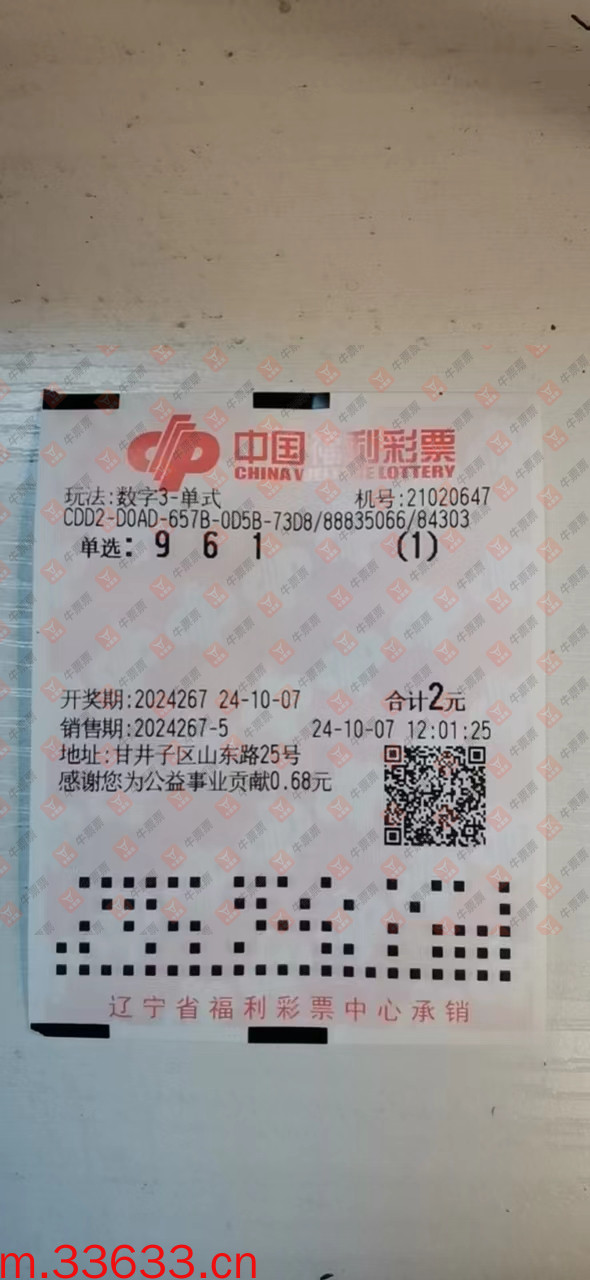 中国福利彩票
CHINA WELFARE LOTTERY
玩法:数字3-单式 机号:21020647
CDD2-D0AD-657B-0D5B-73D8/88835066/84303
单选: 9 6 1 (1)
开奖期:2024267 24-10-07 合计2元
销售期:2024267-5 24-10-07 12:01:25
地址:甘井子区山东路25号
感谢您为公益事业贡献0.68元
辽宁省福利彩票中心承销
牛票票
m.33633.cn